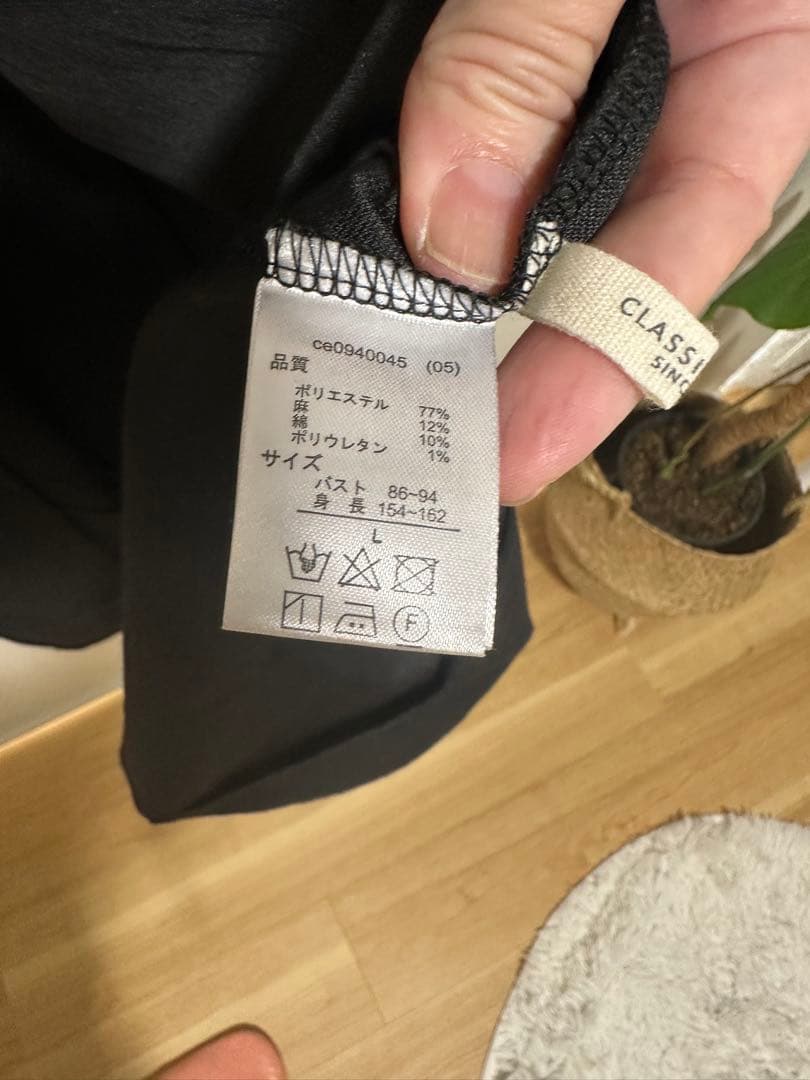 ce0940045 (05)
品質
ポリエステル 77%
麻 12%
綿 10%
ポリウレタン 1%
サイズ
バスト 86~94
身 長 154~162
L
F
CLASSI
SINC